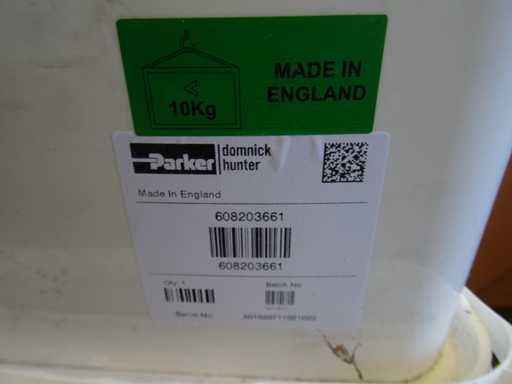 <
10Kg
MADE IN
ENGLAND
Parker
domnick
hunter
Made In England
608203661
608203661
Qty: 1
Batch No:
Serial No: